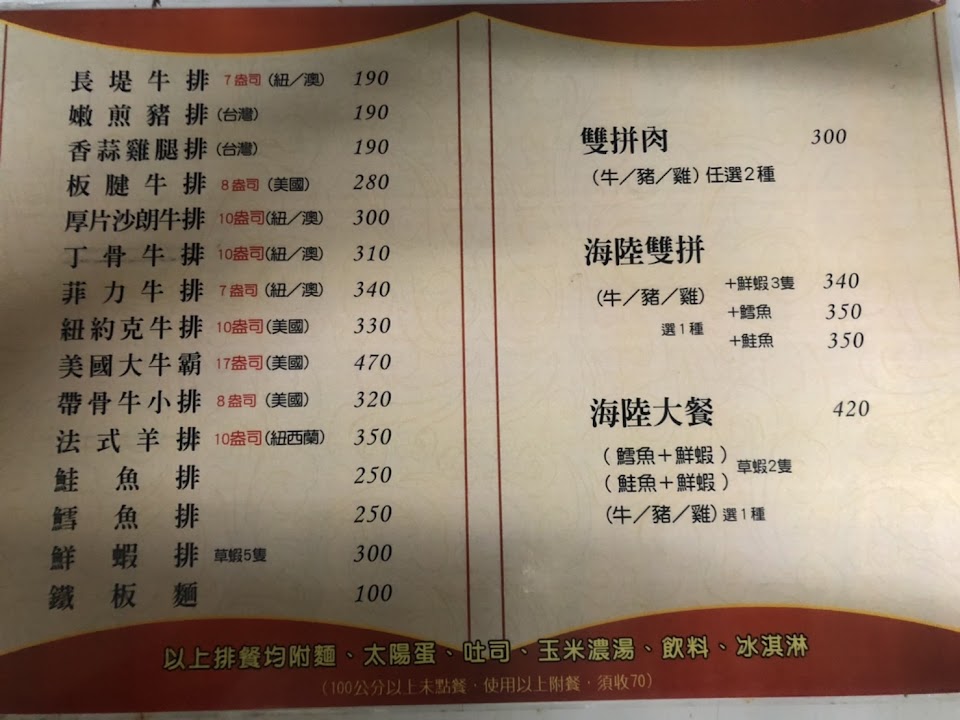 長堤牛排 7盎司(紐/澳) 190
嫩煎豬排(台灣) 190
香蒜雞腿排(台灣) 190
板腱牛排 8盎司(美國) 280
厚片沙朗牛排 10盎司(紐/澳) 300
丁骨牛排 10盎司(紐/澳) 310
菲力牛排 7盎司(紐/澳) 340
紐約克牛排 10盎司(美國) 330
美國大牛霸 17盎司(美國) 470
帶骨牛小排 8盎司(美國) 320
法式羊排 10盎司(紐西蘭) 350
鮭魚排 250
鱈魚排 250
鮮蝦排 草蝦5隻 300
鐵板麵 100
雙拼肉 300
(牛/豬/雞)任選2種
海陸雙拼
(牛/豬/雞) 選1種
+鮮蝦3隻 340
+鱈魚 350
+鮭魚 350
海陸大餐 420
(鱈魚+鮮蝦)
(鮭魚+鮮蝦) 草蝦2隻
(牛/豬/雞)選1種
以上排餐均附麵、太陽蛋、吐司、玉米濃湯、飲料、冰淇淋
(100公分以上未點餐,使用以上附餐,須收70)